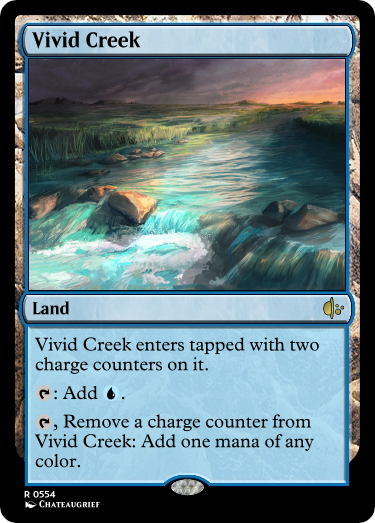 Vivid Creek
Land
Vivid Creek enters tapped with two
charge counters on it.
: Add .
, Remove a charge counter from
Vivid Creek: Add one mana of any
color.
R 0554
Chateaugrief